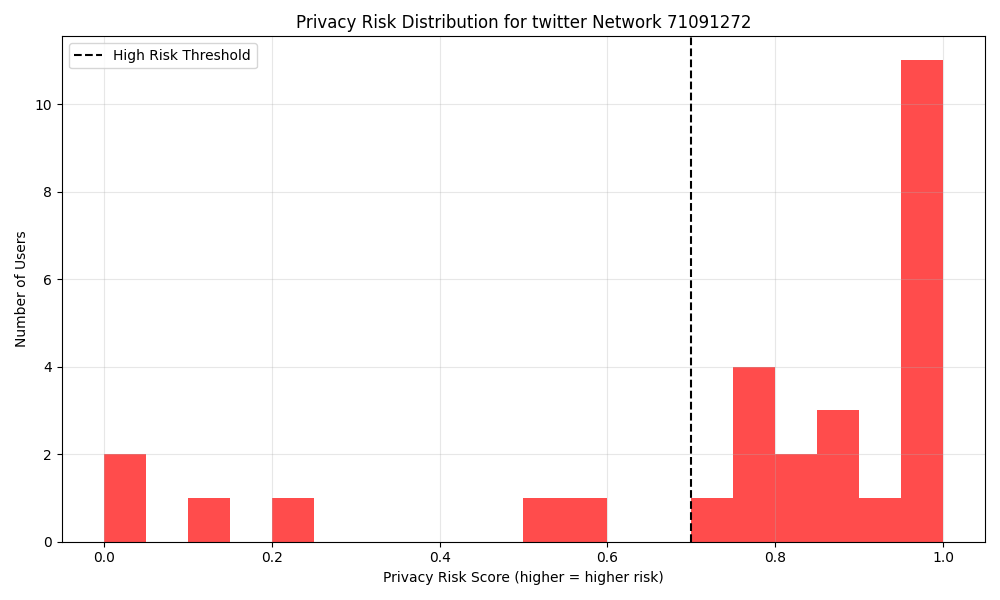 Privacy Risk Distribution for twitter Network 71091272
High Risk Threshold
Number of Users
10
8
6
4
2
0
0.0 0.2 0.4 0.6 0.8 1.0
Privacy Risk Score (higher = higher risk)